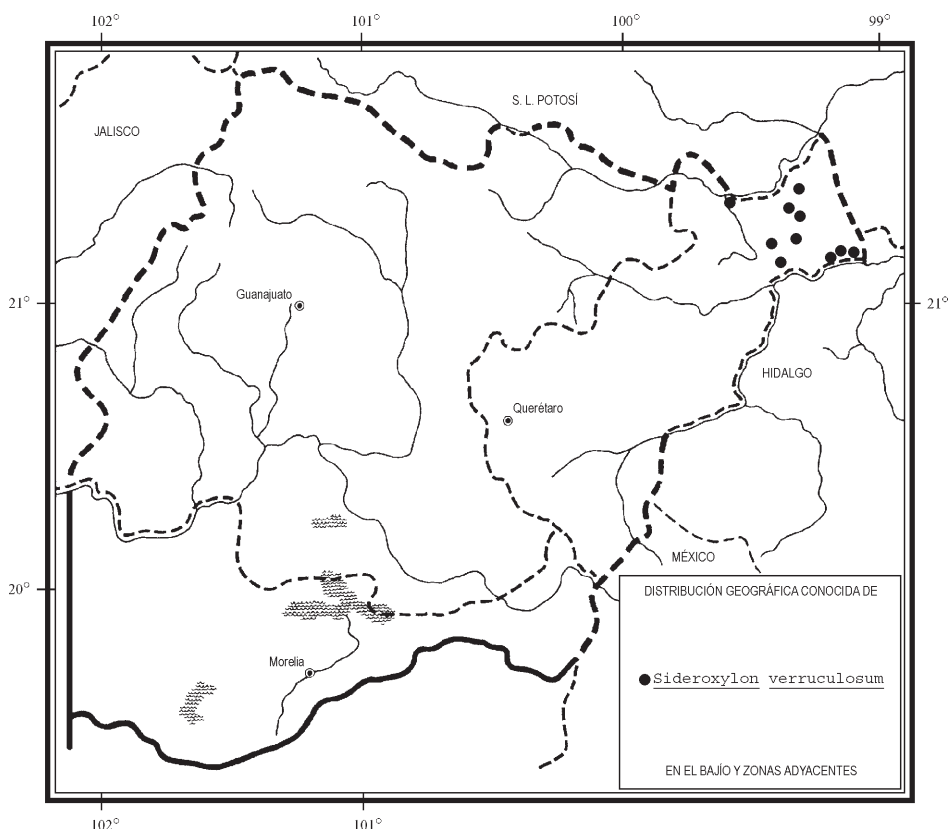 102° 101° 100° 99°
S. L. POTOSÍ
JALISCO
Guanajuato
21° 21°
HIDALGO
Querétaro
MÉXICO
20°
DISTRIBUCIÓN GEOGRÁFICA CONOCIDA DE
Morelia
Sideroxylon verruculosum
EN EL BAJÍO Y ZONAS ADYACENTES
102° 101°